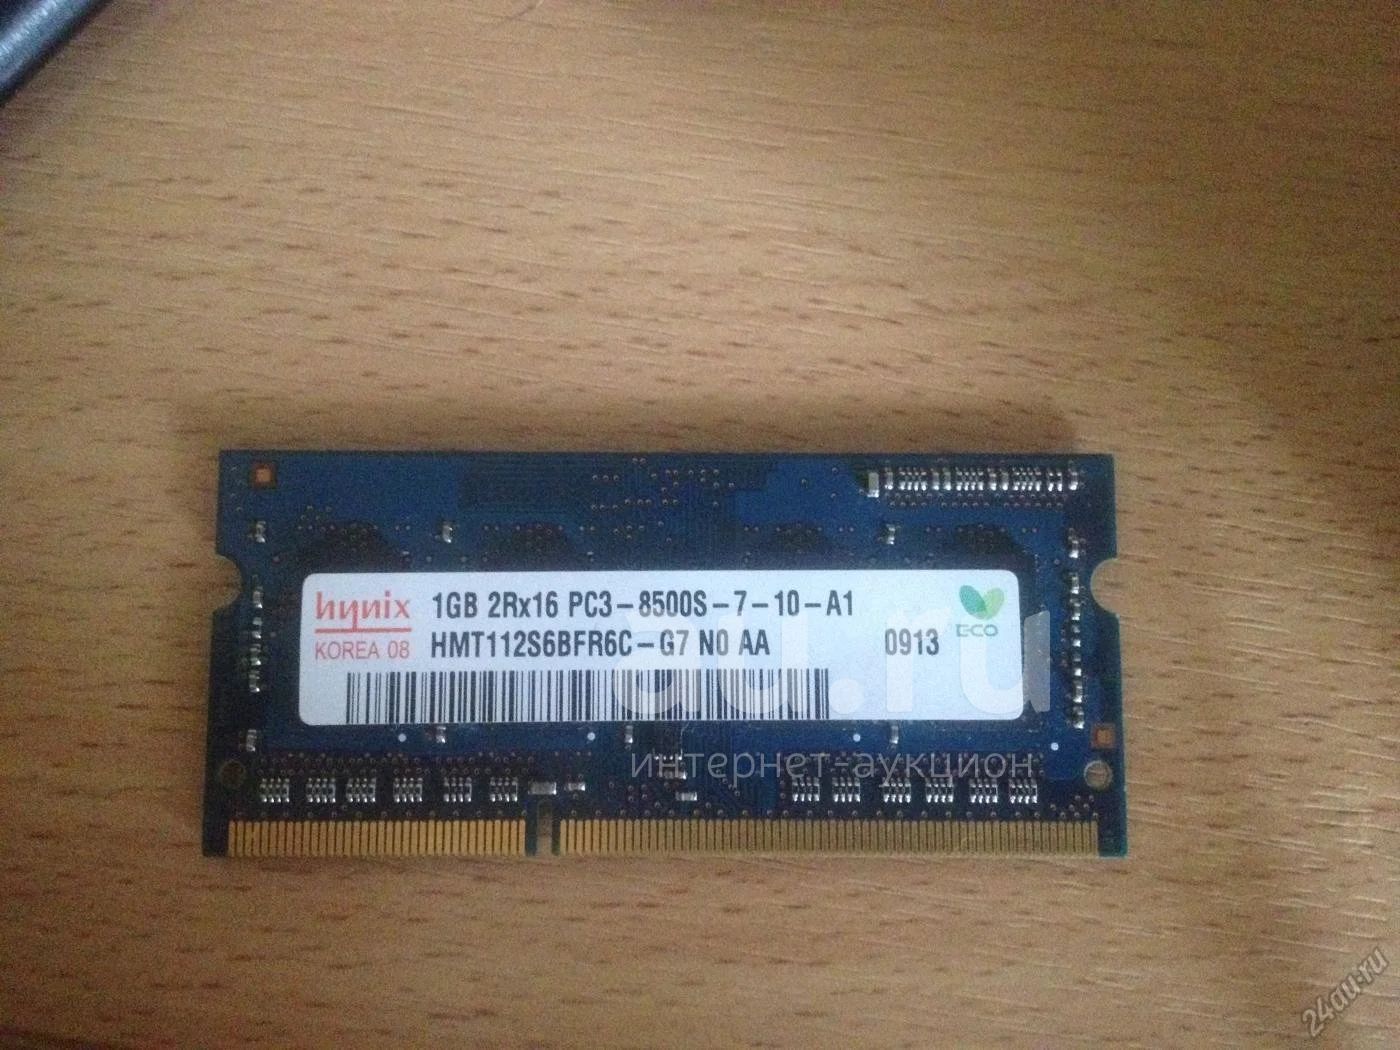 hynix
KOREA 08
1GB 2Rx16 PC3-8500S-7-10-A1
HMT112S6BFR6C-G7 N0 AA
0913
ECO
au.ru
интернет-аукцион
24au.ru